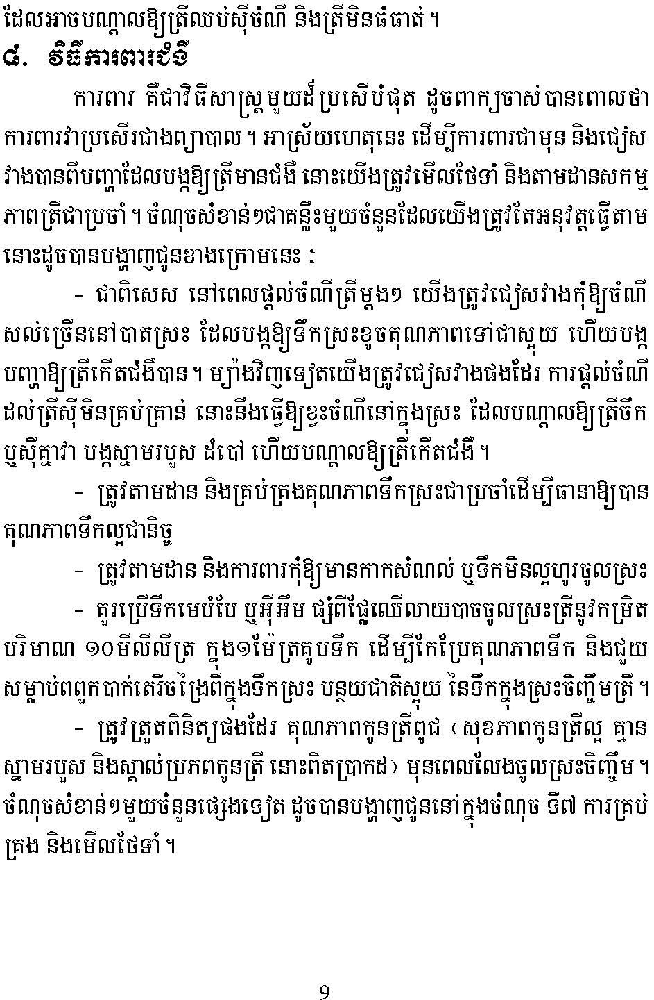 ដែលអាចបណ្តាលឱ្យត្រីឈប់ស៊ីចំណី និងត្រីមិនធំធាត់ ។
៨. វិធីការពារជំងឺ
ការពារ គឺជាវិធីសាស្ត្រមួយដ៏ប្រសើបំផុត ដូចពាក្យចាស់បានពោលថា
ការពារវាប្រសើរជាងព្យាបាល ។ អាស្រ័យហេតុនេះ ដើម្បីការពារជាមុន និងជៀស
វាងបានពីបញ្ហាដែលបង្កឱ្យត្រីមានជំងឺ នោះយើងត្រូវមើលថែទាំ និងតាមដានសកម្ម
ភាពត្រីជាប្រចាំ ។ ចំណុចសំខាន់ៗជាគន្លឹះមួយចំនួនដែលយើងត្រូវតែអនុវត្តធ្វើតាម
នោះដូចបានបង្ហាញជូនខាងក្រោមនេះ ៖
- ជាពិសេស នៅពេលផ្តល់ចំណីត្រីម្តងៗ យើងត្រូវជៀសវាងកុំឱ្យចំណី
សល់ច្រើននៅបាតស្រះ ដែលបង្កឱ្យទឹកស្រះខូចគុណភាពទៅជាស្អុយ ហើយបង្ក
បញ្ហាឱ្យត្រីកើតជំងឺបាន ។ ម្យ៉ាងវិញទៀតយើងត្រូវជៀសវាងផងដែរ ការផ្តល់ចំណី
ដល់ត្រីស៊ីមិនគ្រប់គ្រាន់ នោះនឹងធ្វើឱ្យខ្វះចំណីនៅក្នុងស្រះ ដែលបណ្តាលឱ្យត្រីចឹក
ឬស៊ីគ្នាវា បង្កស្នាមរបួស ដំបៅ ហើយបណ្តាលឱ្យត្រីកើតជំងឺ ។
- ត្រូវតាមដាន និងគ្រប់គ្រងគុណភាពទឹកស្រះជាប្រចាំដើម្បីធានាឱ្យបាន
គុណភាពទឹកល្អជានិច្ច
- ត្រូវតាមដាន និងការពារកុំឱ្យមានកាកសំណល់ ឬទឹកមិនល្អហូរចូលស្រះ
- គួរប្រើទឹកមេបំប៉ែ ឬអ៊ីអឹម ផ្សំពីផ្លែឈើលាយបាចចូលស្រះត្រីនូវកម្រិត
បរិមាណ ១០មីលីលីត្រ ក្នុង១ម៉ែត្រគូបទឹក ដើម្បីកែប្រែគុណភាពទឹក និងជួយ
សម្លាប់ពពួកបាក់តេរីចង្រៃពីក្នុងទឹកស្រះ បន្ថយជាតិស្អុយ នៃទឹកក្នុងស្រះចិញ្ចឹមត្រី ។
- ត្រូវត្រួតពិនិត្យផងដែរ គុណភាពកូនត្រីពូជ (សុខភាពកូនត្រីល្អ គ្មាន
ស្នាមរបួស និងស្គាល់ប្រភពកូនត្រី នោះពិតប្រាកដ) មុនពេលលែងចូលស្រះចិញ្ចឹម ។
ចំណុចសំខាន់ៗមួយចំនួនផ្សេងទៀត ដូចបានបង្ហាញជូននៅក្នុងចំណុច ទី៧ ការគ្រប់
គ្រង និងមើលថែទាំ ។
9